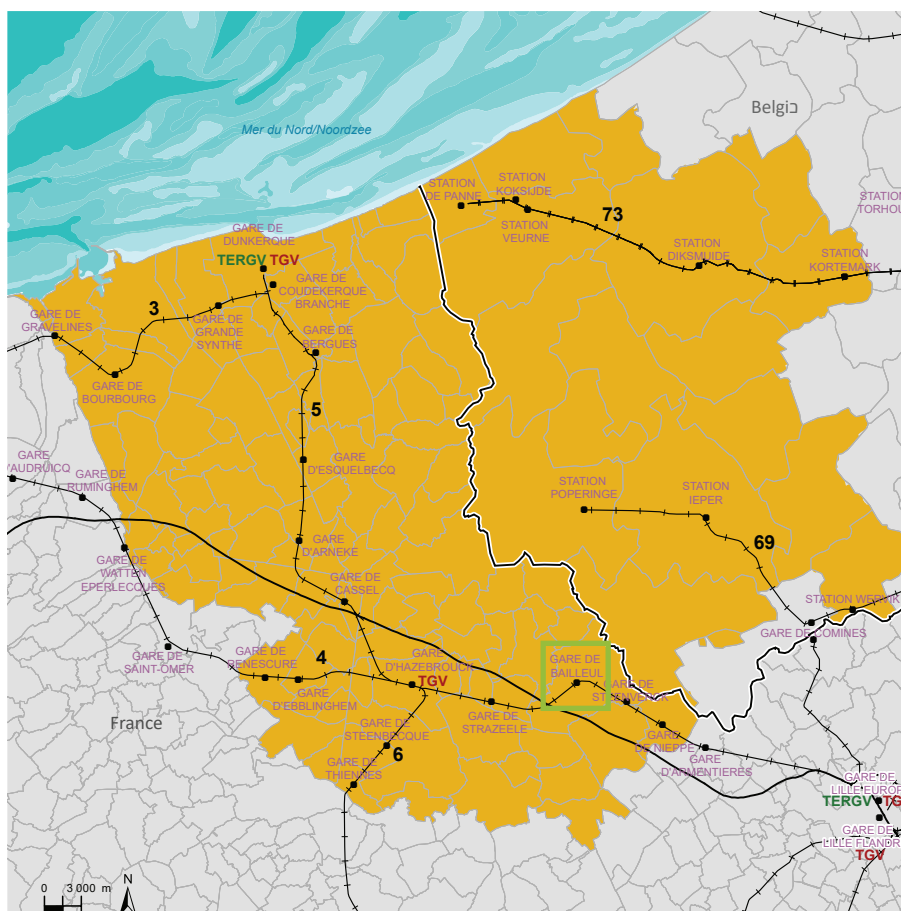 Mer du Nord/Noordzee
Belgi
STATION
DE PANNE
STATION
KOKSIJDE
STATION
VEURNE
73
STATION
DIKSMUIDE
STATION
KORTEMARK
STATION
TORHOU
GARE DE
DUNKERQUE
TERGV TGV
GARE DE
COUDEKERQUE
BRANCHE
GARE DE
GRAVELINES
3
GARE DE
GRANDE
SYNTHE
GARE DE
BERGUES
GARE DE
BOURBOURG
5
GARE
D'ESQUELBECQ
GARE
'AUDRUICQ
GARE DE
RUMINGHEM
STATION
POPERINGE
STATION
IEPER
69
GARE
D'ARNEKE
GARE DE
WATTEN
EPERLECQUES
GARE DE
CASSEL
STATION WERWIK
GARE DE COMINES
GARE DE
SAINT-OMER
GARE DE
RENESCURE
4
GARE
D'EBBLINGHEM
GARE
D'HAZEBROUCK
TGV
GARE DE
BAILLEUL
GARE DE
STEENWERCK
GARE DE
STRAZEELE
GARE DE
STEENBECQUE
6
GARE DE
THIENNES
GARE
DE NIEPPE
GARE
D'ARMENTIERES
France
GARE DE
LILLE EUROP
TERGV TG
GARE DE
LILLE FLANDR
TGV
0 3 000 m
N